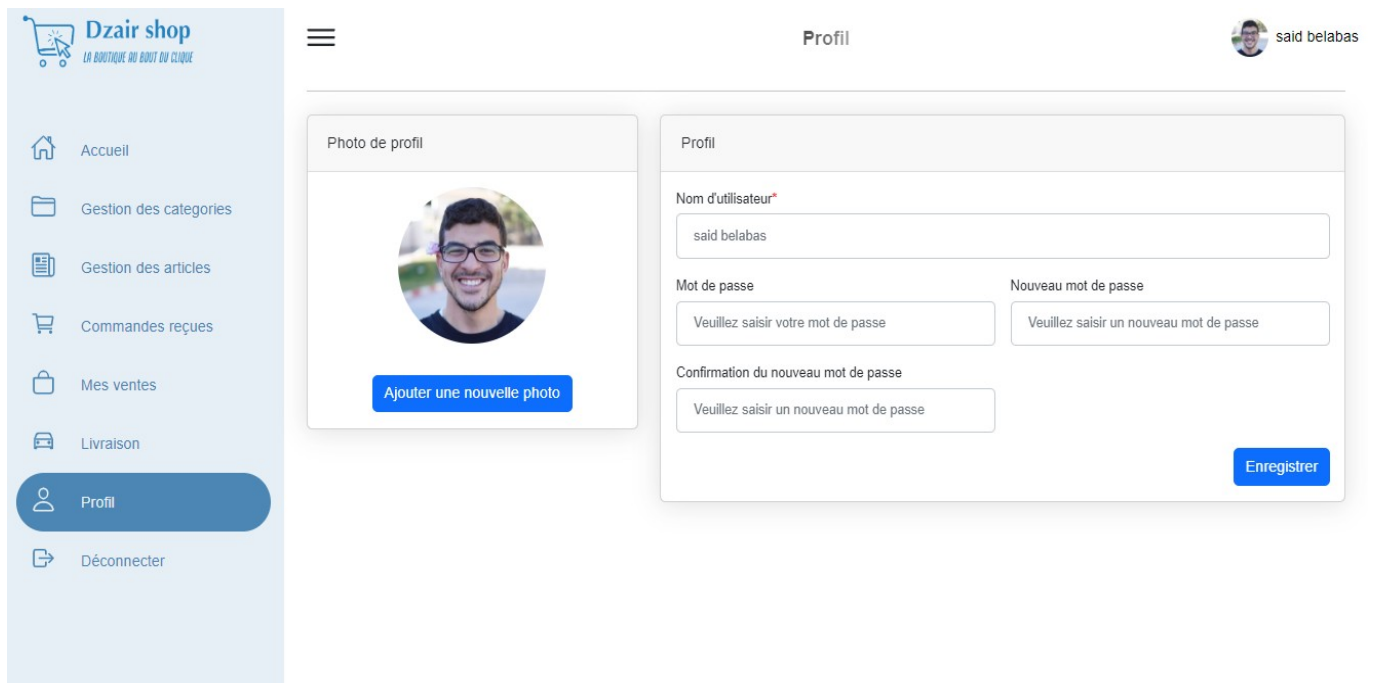 Dzair shop
LA BOUTIQUE AU BOUT DU CLIQUE
Accueil
Gestion des categories
Gestion des articles
Commandes reçues
Mes ventes
Livraison
Profil
Déconnecter
Profil
said belabas
Photo de profil
Ajouter une nouvelle photo
Profil
Nom d'utilisateur*
said belabas
Mot de passe
Nouveau mot de passe
Veuillez saisir votre mot de passe
Veuillez saisir un nouveau mot de passe
Confirmation du nouveau mot de passe
Veuillez saisir un nouveau mot de passe
Enregistrer